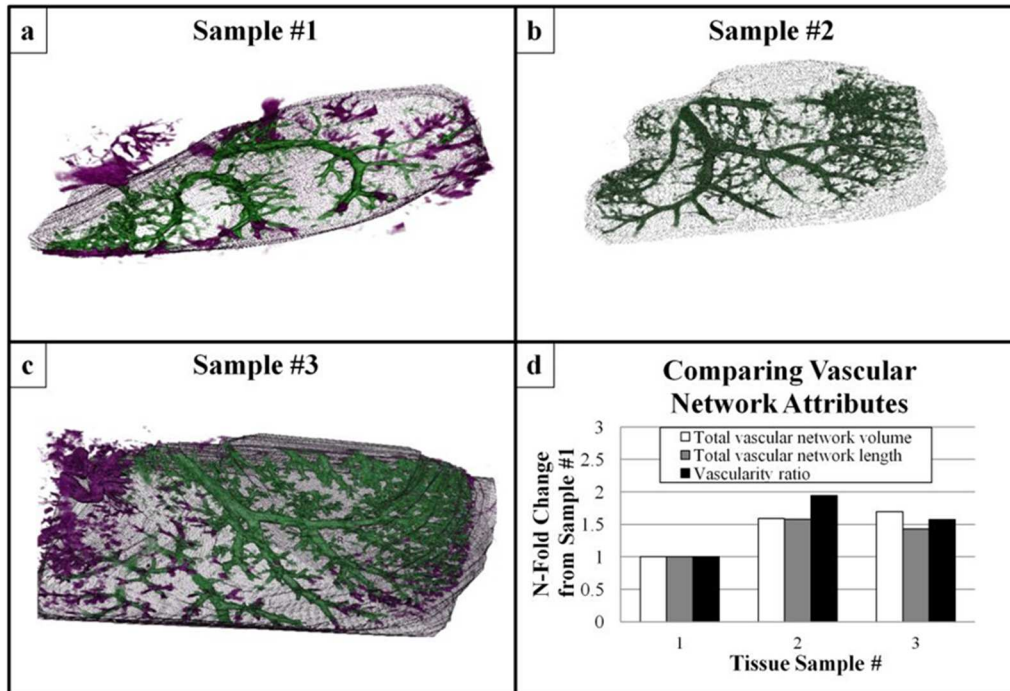 a
Sample #1
b
Sample #2
c
Sample #3
d
Comparing Vascular
Network Attributes
N-Fold Change
from Sample #1
3
2.5
2
1.5
1
0.5
0
Total vascular network volume
Total vascular network length
Vascularity ratio
1 2 3
Tissue Sample #